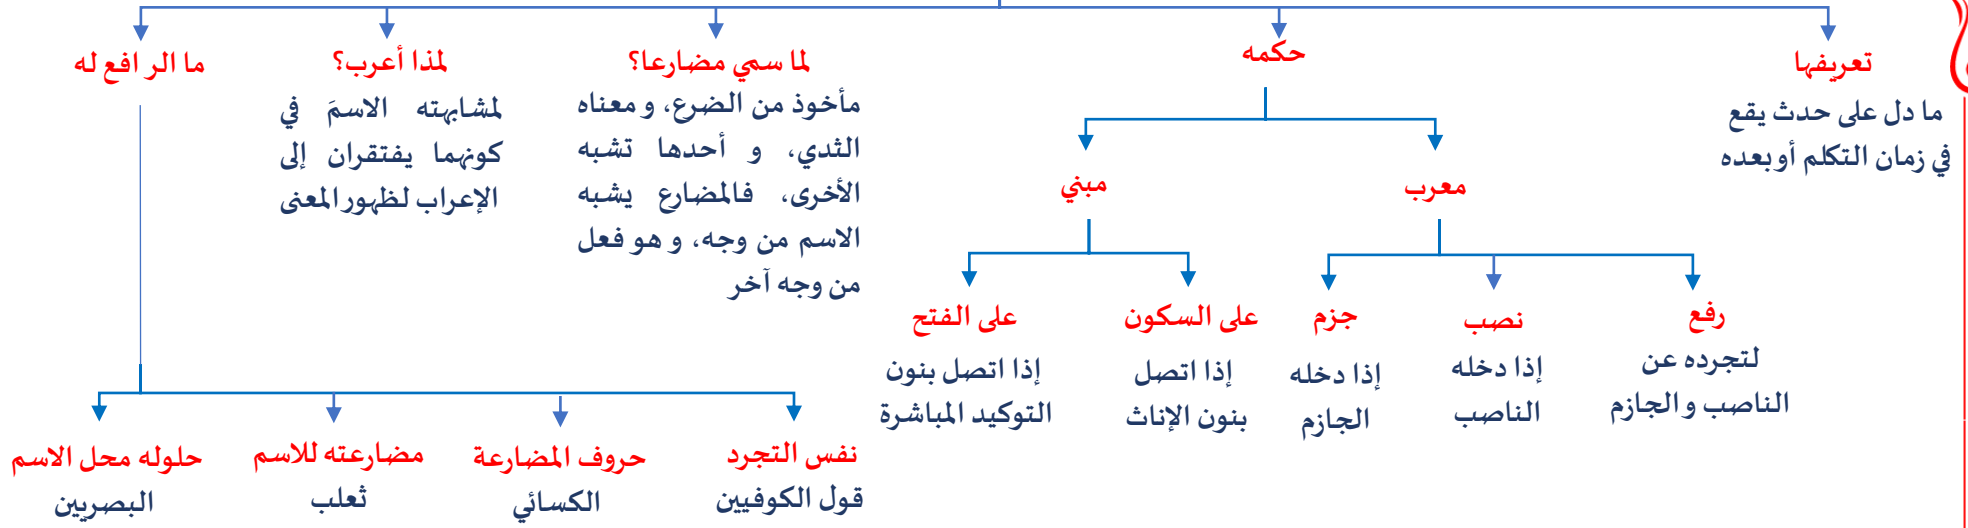 تعريفها
ما دل على حدث يقع
في زمان التكلم أوبعده
حكمه
معرب
رفع
لتجرده عن
الناصب و الجازم
نصب
إذا دخله
الناصب
جزم
إذا دخله
الجازم
مبني
على السكون
إذا اتصل
بنون الإناث
على الفتح
إذا اتصل بنون
التوكيد المباشرة
لما سمي مضارعا؟
مأخوذ من الضرع، و معناه
الثدي، و أحدها تشبه
الأخرى، فالمضارع يشبه
الاسم من وجه، و هو فعل
من وجه آخر
لمذا أعرب؟
لمشابهته الاسمَ في
كونهما يفتقران إلى
الإعراب لظهور المعنى
ما الر افع له
نفس التجرد
قول الكوفيين
حروف المضارعة
الكسائي
مضارعته للاسم
ثعلب
حلوله محل الاسم
البصريين